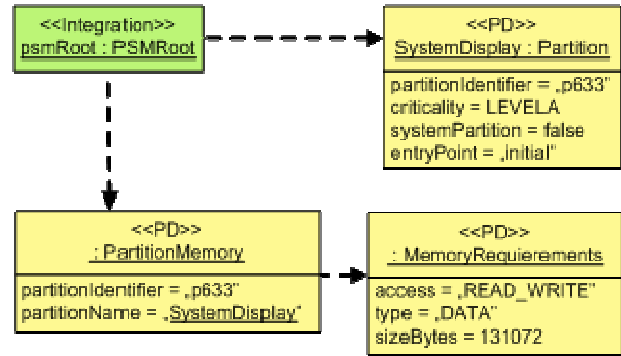 <<Integration>>
psmRoot : PSMRoot
<<PD>>
SystemDisplay : Partition
partitionIdentifier = „p633”
criticality = LEVELA
systemPartition = false
entryPoint = „initial”
<<PD>>
: PartitionMemory
partitionIdentifier = „p633”
partitionName = „SystemDisplay”
<<PD>>
: MemoryRequierements
access = „READ_WRITE”
type = „DATA”
sizeBytes = 131072